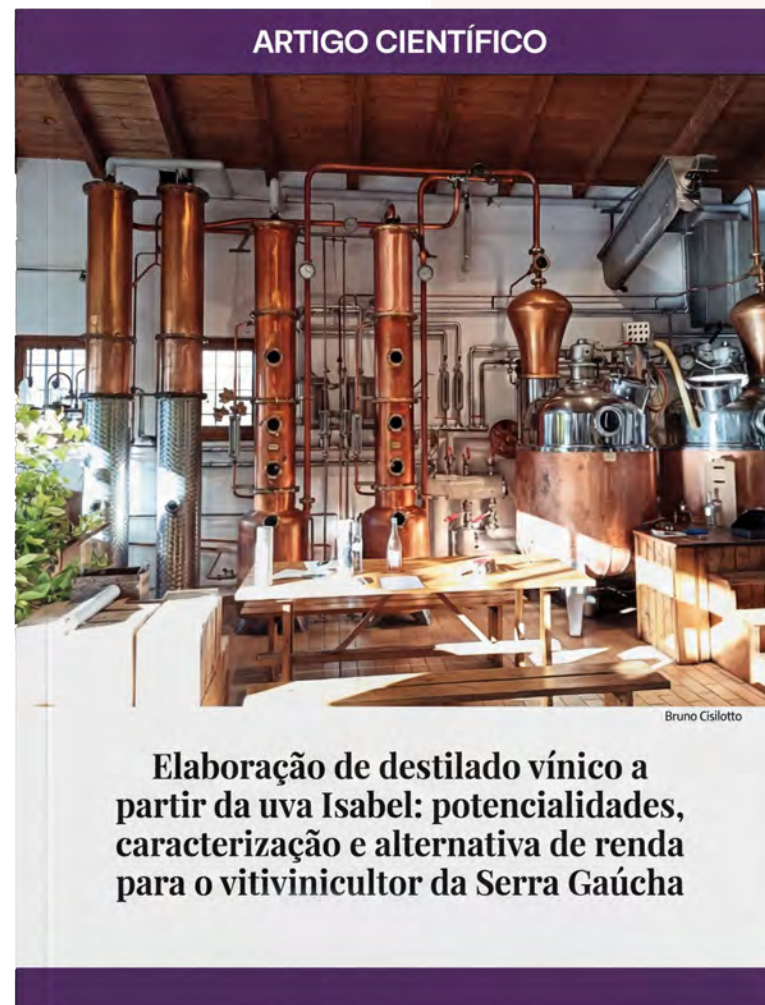 ARTIGO CIENTÍFICO
Bruno Cisilotto
Elaboração de destilado vínico a
partir da uva Isabel: potencialidades,
caracterização e alternativa de renda
para o vitivinicultor da Serra Gaúcha